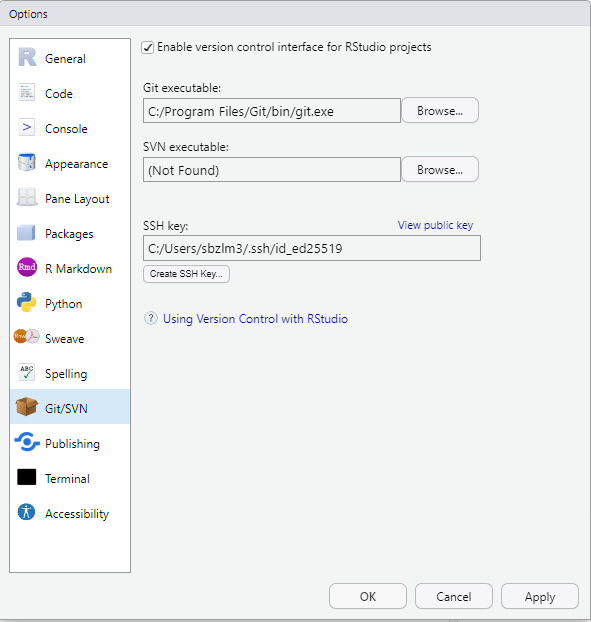 Options
General
Code
Console
Appearance
Pane Layout
Packages
Rmd R Markdown
Python
Sweave
ABC Spelling
Git/SVN
Publishing
Terminal
Accessibility
Enable version control interface for RStudio projects
Git executable:
C:/Program Files/Git/bin/git.exe Browse...
SVN executable:
(Not Found) Browse...
SSH key: View public key
C:/Users/sbzlm3/.ssh/id_ed25519
Create SSH Key...
? Using Version Control with RStudio
OK Cancel Apply